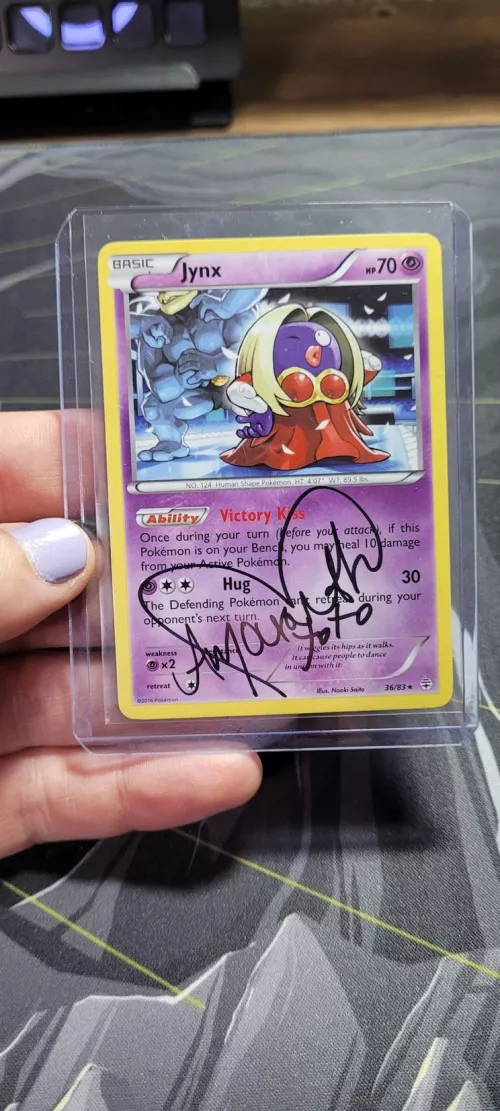 BASIC Jynx HP70
NO. 124 Human Shape Pokémon HT: 4'07" WT: 89.5 lbs.
Ability Victory Kiss
Once during your turn (before your attack), if this
Pokémon is on your Bench, you may heal 10 damage
from your Active Pokémon.
Hug 30
The Defending Pokémon can't retreat during your
opponent's next turn.
weakness
×2
resistance
retreat
It wiggles its hips as it walks.
It can cause people to dance
in unison with it.
©2016 Pokémon
Illus. Naoki Saito
36/83